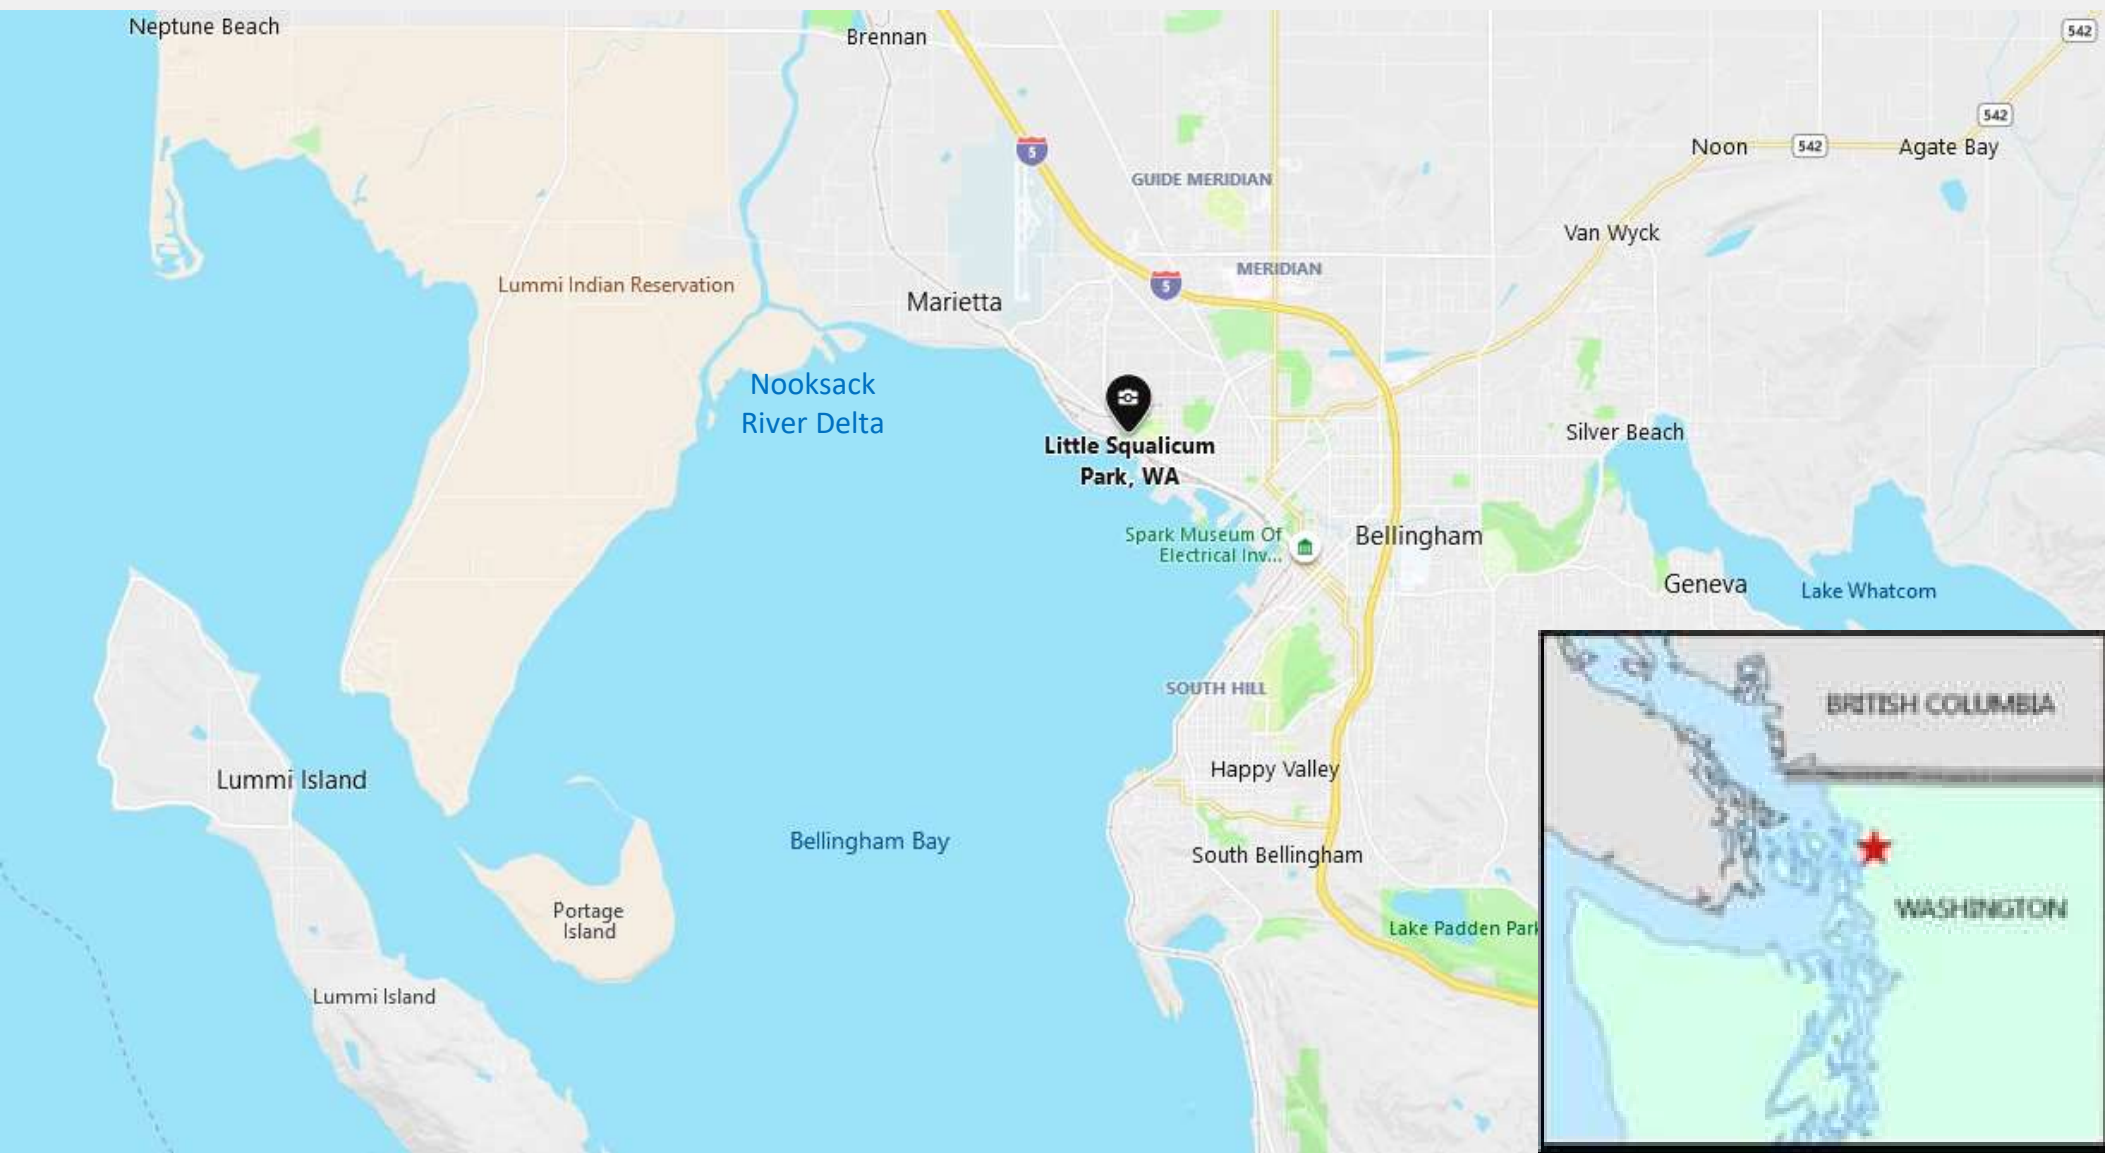 Neptune Beach
Brennan
542
542
5
Noon
542
Agate Bay
GUIDE MERIDIAN
Van Wyck
MERIDIAN
Lummi Indian Reservation
5
Marietta
Nooksack
River Delta
Little Squalicum
Park, WA
Silver Beach
Spark Museum Of
Electrical Inv...
Bellingham
Geneva
Lake Whatcom
SOUTH HILL
BRITISH COLUMBIA
Happy Valley
Lummi Island
Bellingham Bay
South Bellingham
Portage
Island
WASHINGTON
Lake Padden Park
Lummi Island